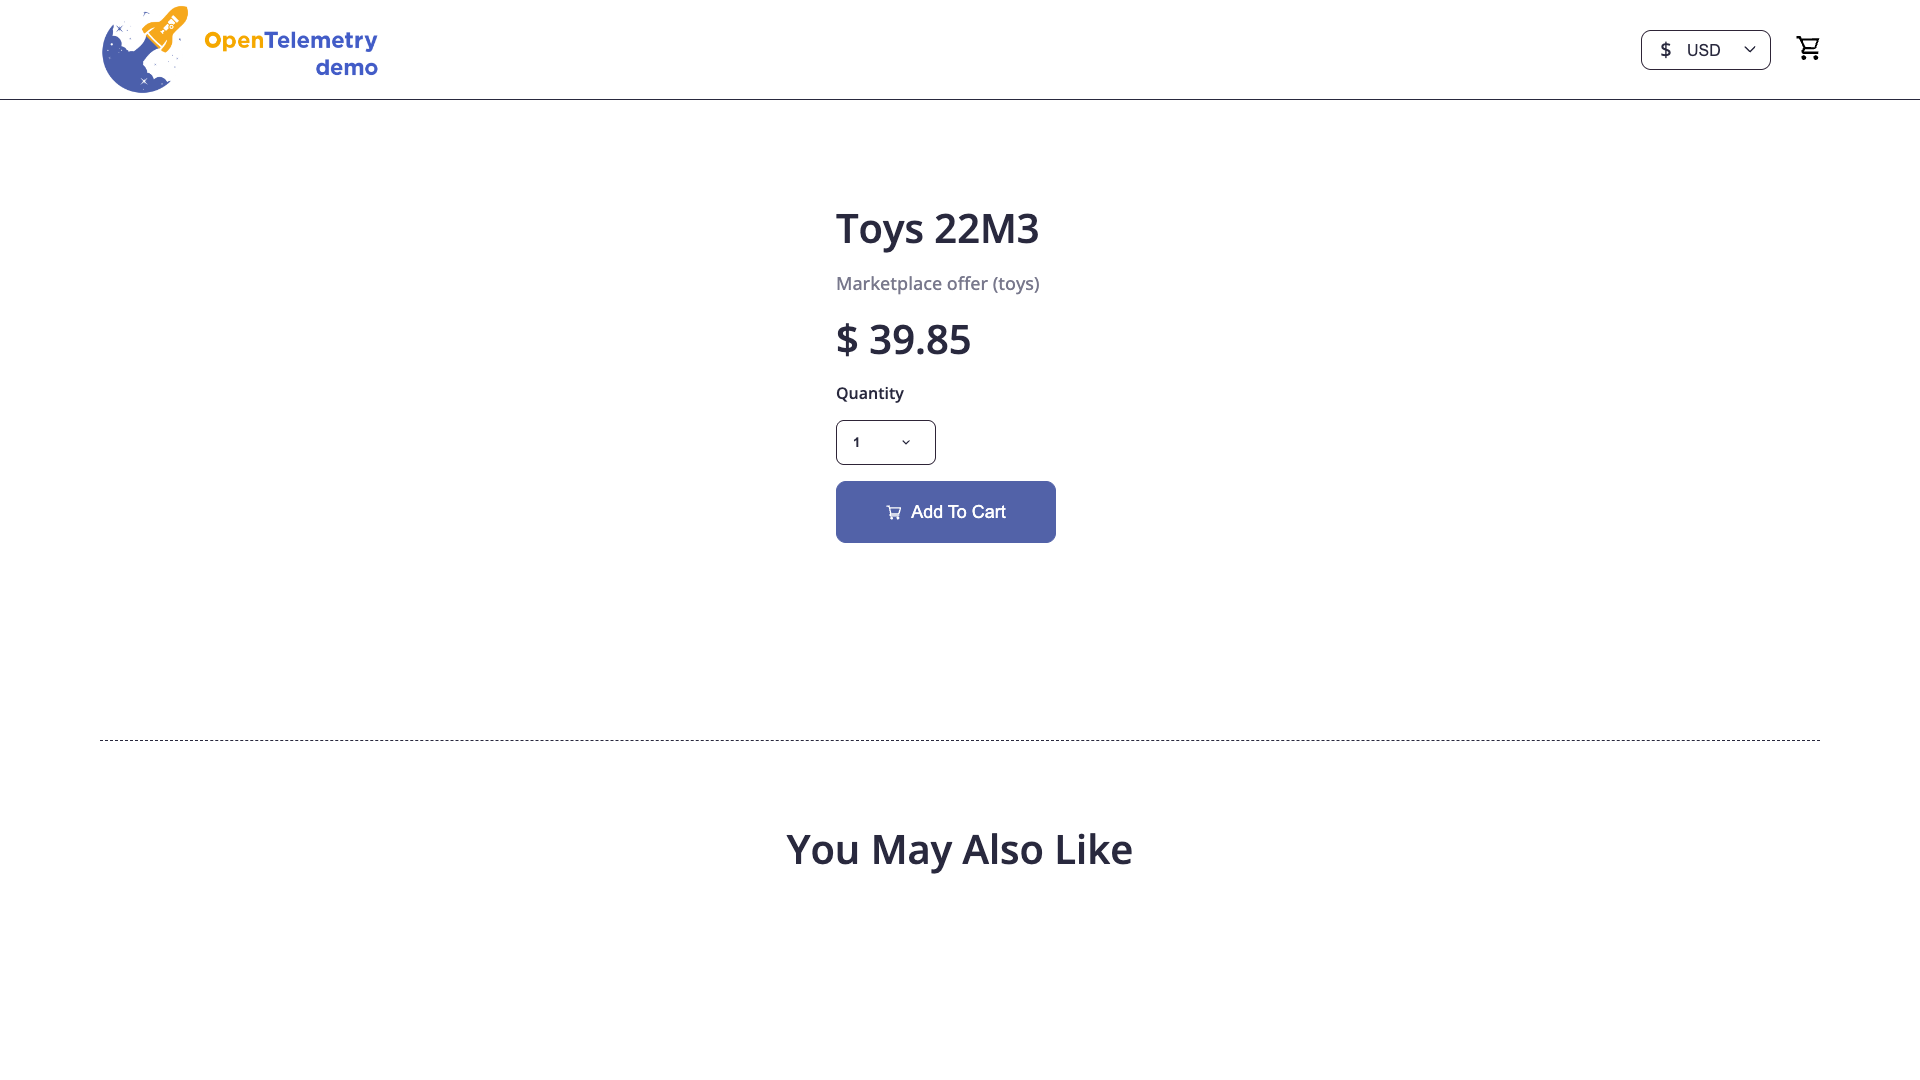 OpenTelemetry
demo
$ USD
Toys 22M3
Marketplace offer (toys)
$ 39.85
Quantity
1
Add To Cart
You May Also Like